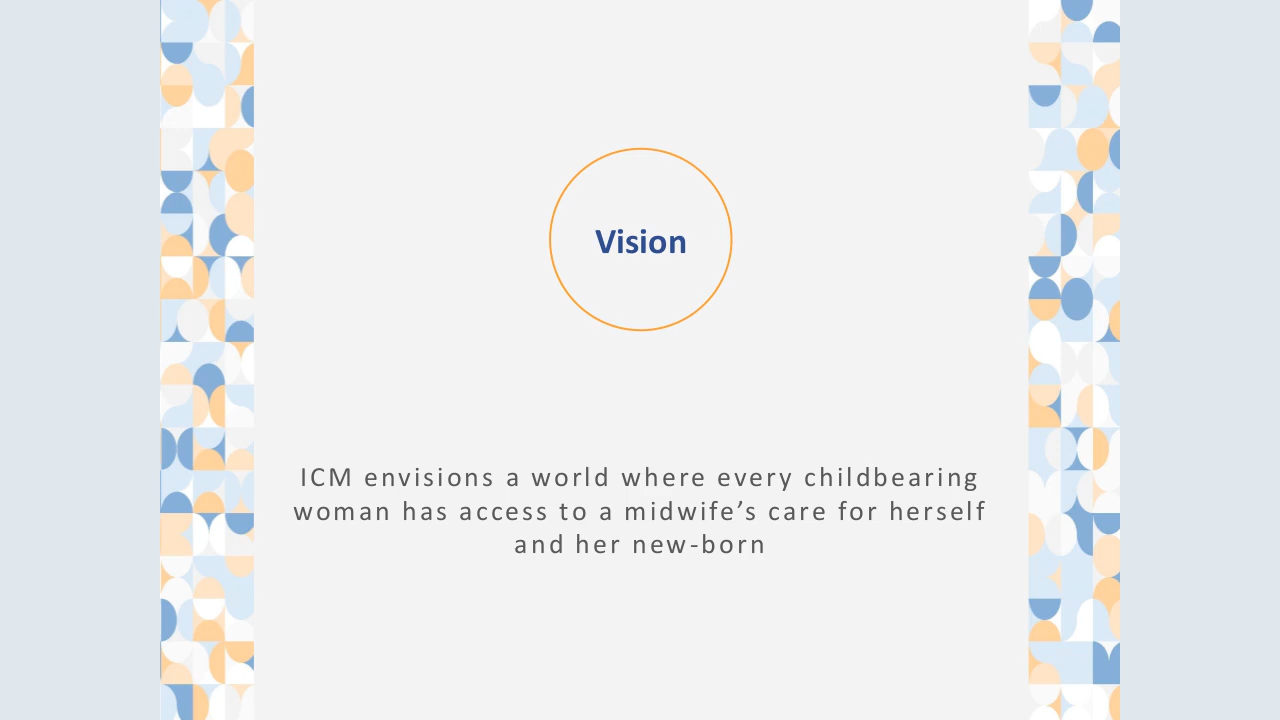 Vision
ICM envisions a world where every childbearing
woman has access to a midwife’s care for herself
and her new-born